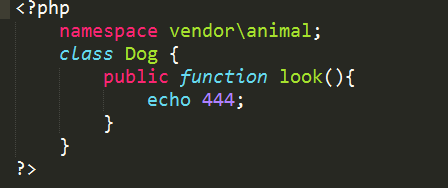 <?php
    namespace vendor\animal;
    class Dog {
        public function look(){
            echo 444;
        }
    }
?>